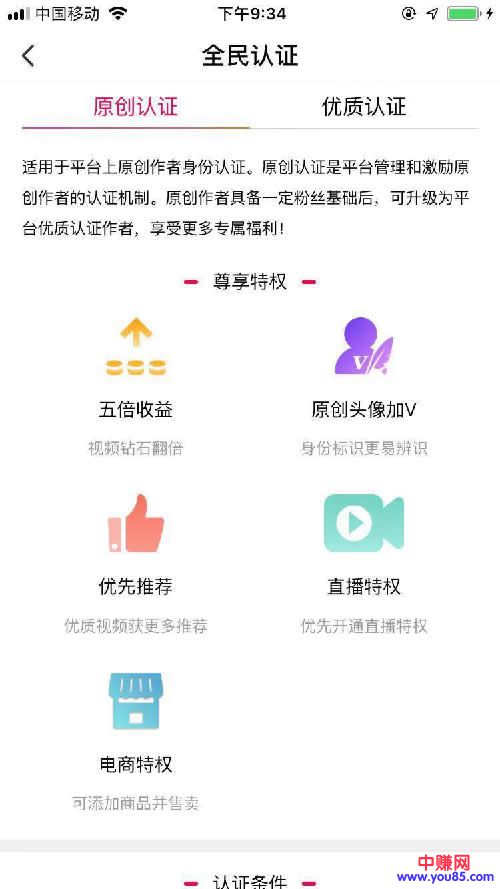 中国移动
下午9:34
全民认证
原创认证
优质认证
适用于平台上原创作者身份认证。原创认证是平台管理和激励原
创作者的认证机制。原创作者具备一定粉丝基础后，可升级为平
台优质认证作者，享受更多专属福利！
尊享特权
五倍收益
视频钻石翻倍
V
原创头像加V
身份标识更易辨识
优先推荐
优质视频获更多推荐
直播特权
优先开通直播特权
电商特权
可添加商品并售卖
认证条件
中赚网
www.you85.com